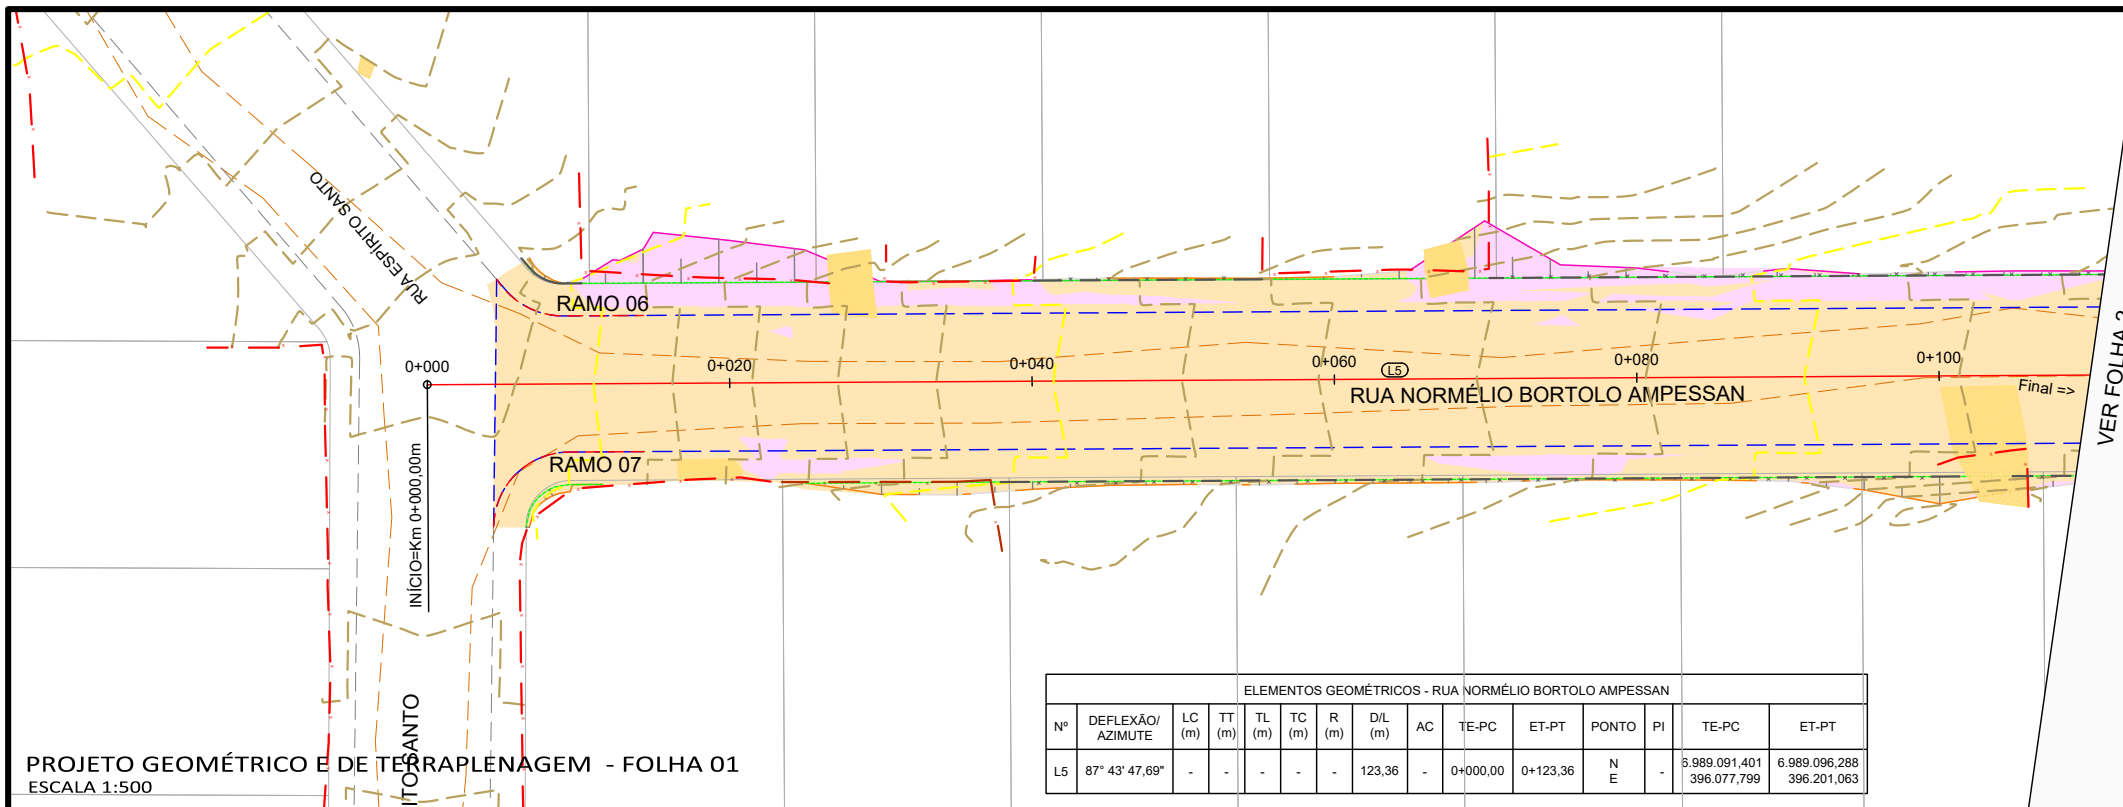 RUA ESPÍRITO SANTO
RAMO 06
0+000
0+020
0+040
0+060
L5
0+080
0+100
Final =>
RUA NORMÉLIO BORTOLO AMPESSAN
VER FOLHA 2
RAMO 07
INÍCIO=Km 0+000,00m
ITO SANTO
ELEMENTOS GEOMÉTRICOS - RUA NORMÉLIO BORTOLO AMPESSAN
Nº DEFLEXÃO/ AZIMUTE LC (m) TT (m) TL (m) TC (m) R (m) D/L (m) AC TE-PC ET-PT PONTO PI TE-PC ET-PT
L5 87° 43' 47,69" - - - - - 123,36 - 0+000,00 0+123,36 N E - 6.989.091,401 396.077,799 6.989.096,288 396.201,063
PROJETO GEOMÉTRICO E DE TERRAPLENAGEM - FOLHA 01
ESCALA 1:500